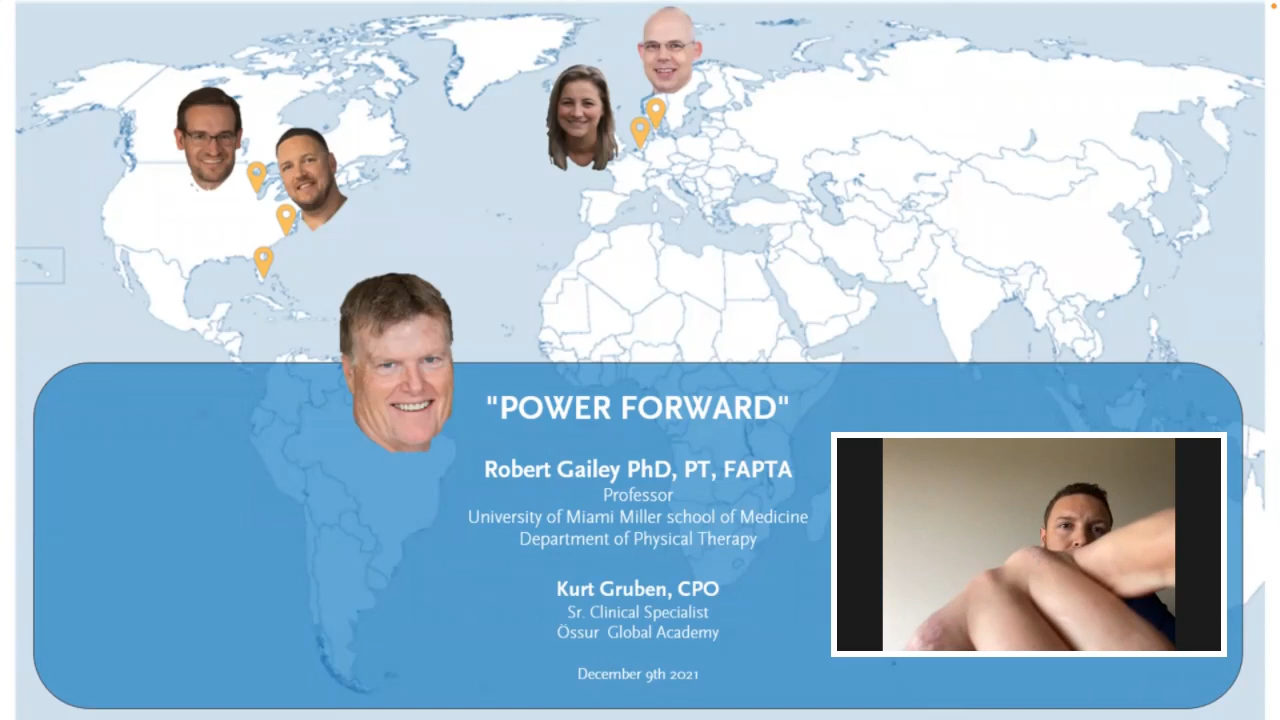 "POWER FORWARD"
Robert Gailey PhD, PT, FAPTA
Professor
University of Miami Miller school of Medicine
Department of Physical Therapy
Kurt Gruben, CPO
Sr. Clinical Specialist
Össur Global Academy
December 9th 2021